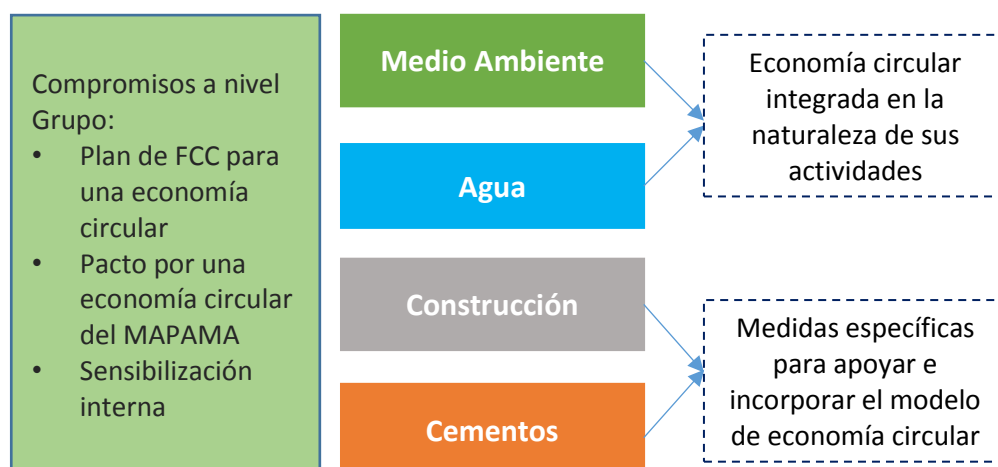 Compromisos a nivel
Grupo:
• Plan de FCC para
una economía
circular
• Pacto por una
economía circular
del MAPAMA
• Sensibilización
interna
Medio Ambiente
Agua
Construcción
Cementos
Economía circular
integrada en la
naturaleza de sus
actividades
Medidas específicas
para apoyar e
incorporar el modelo
de economía circular